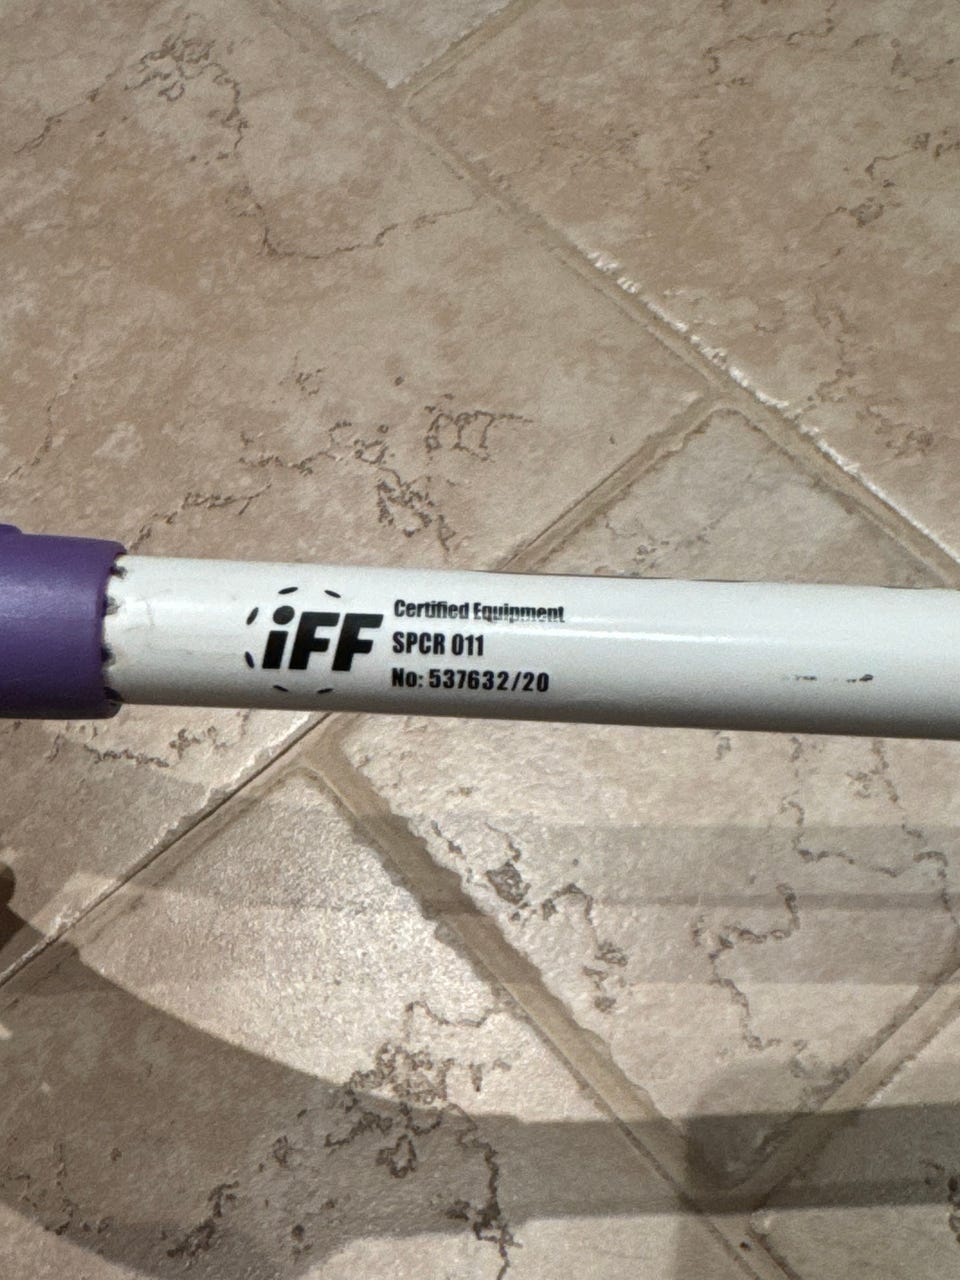 iFF
Certified Equipment
SPCR 011
No: 537632/20